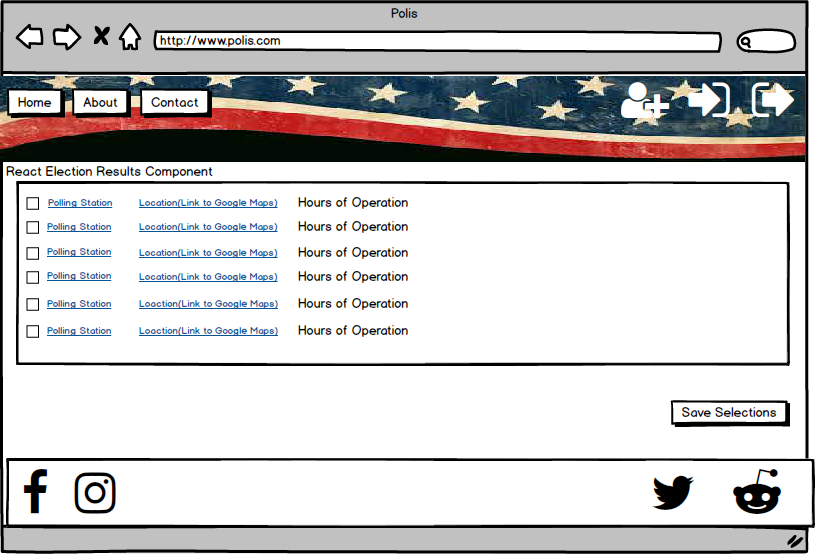 Polis
http://www.polis.com
Home About Contact
React Election Results Component
Polling Station Location(Link to Google Maps) Hours of Operation
Polling Station Location(Link to Google Maps) Hours of Operation
Polling Station Location(Link to Google Maps) Hours of Operation
Polling Station Location(Link to Google Maps) Hours of Operation
Polling Station Loaction(Link to Google Maps) Hours of Operation
Polling Station Loaction(Link to Google Maps) Hours of Operation
Save Selections